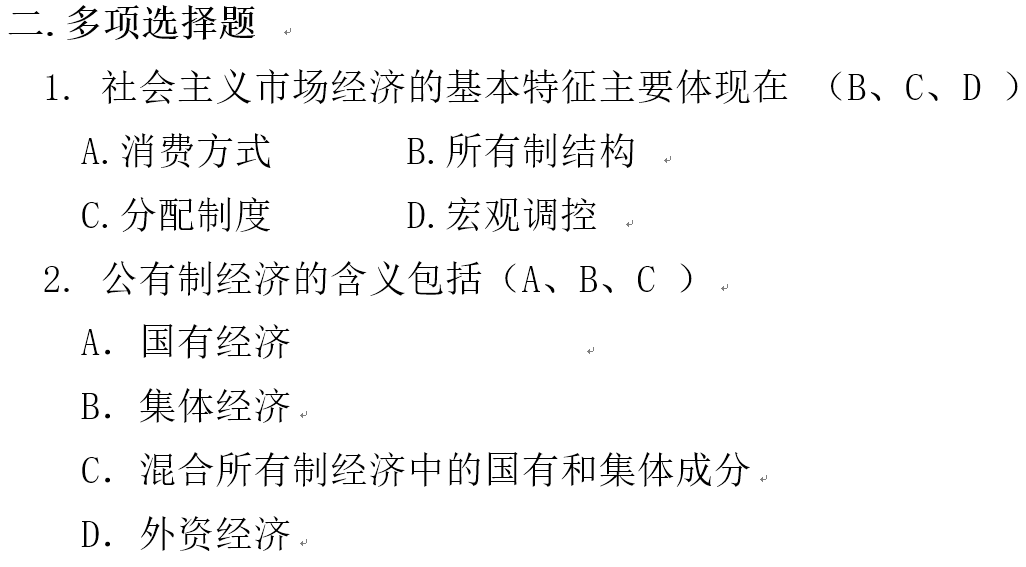 二.多项选择题
1. 社会主义市场经济的基本特征主要体现在 （B、C、D ）
A.消费方式 B.所有制结构
C.分配制度 D.宏观调控
2. 公有制经济的含义包括（A、B、C ）
A. 国有经济
B. 集体经济
C. 混合所有制经济中的国有和集体成分
D. 外资经济